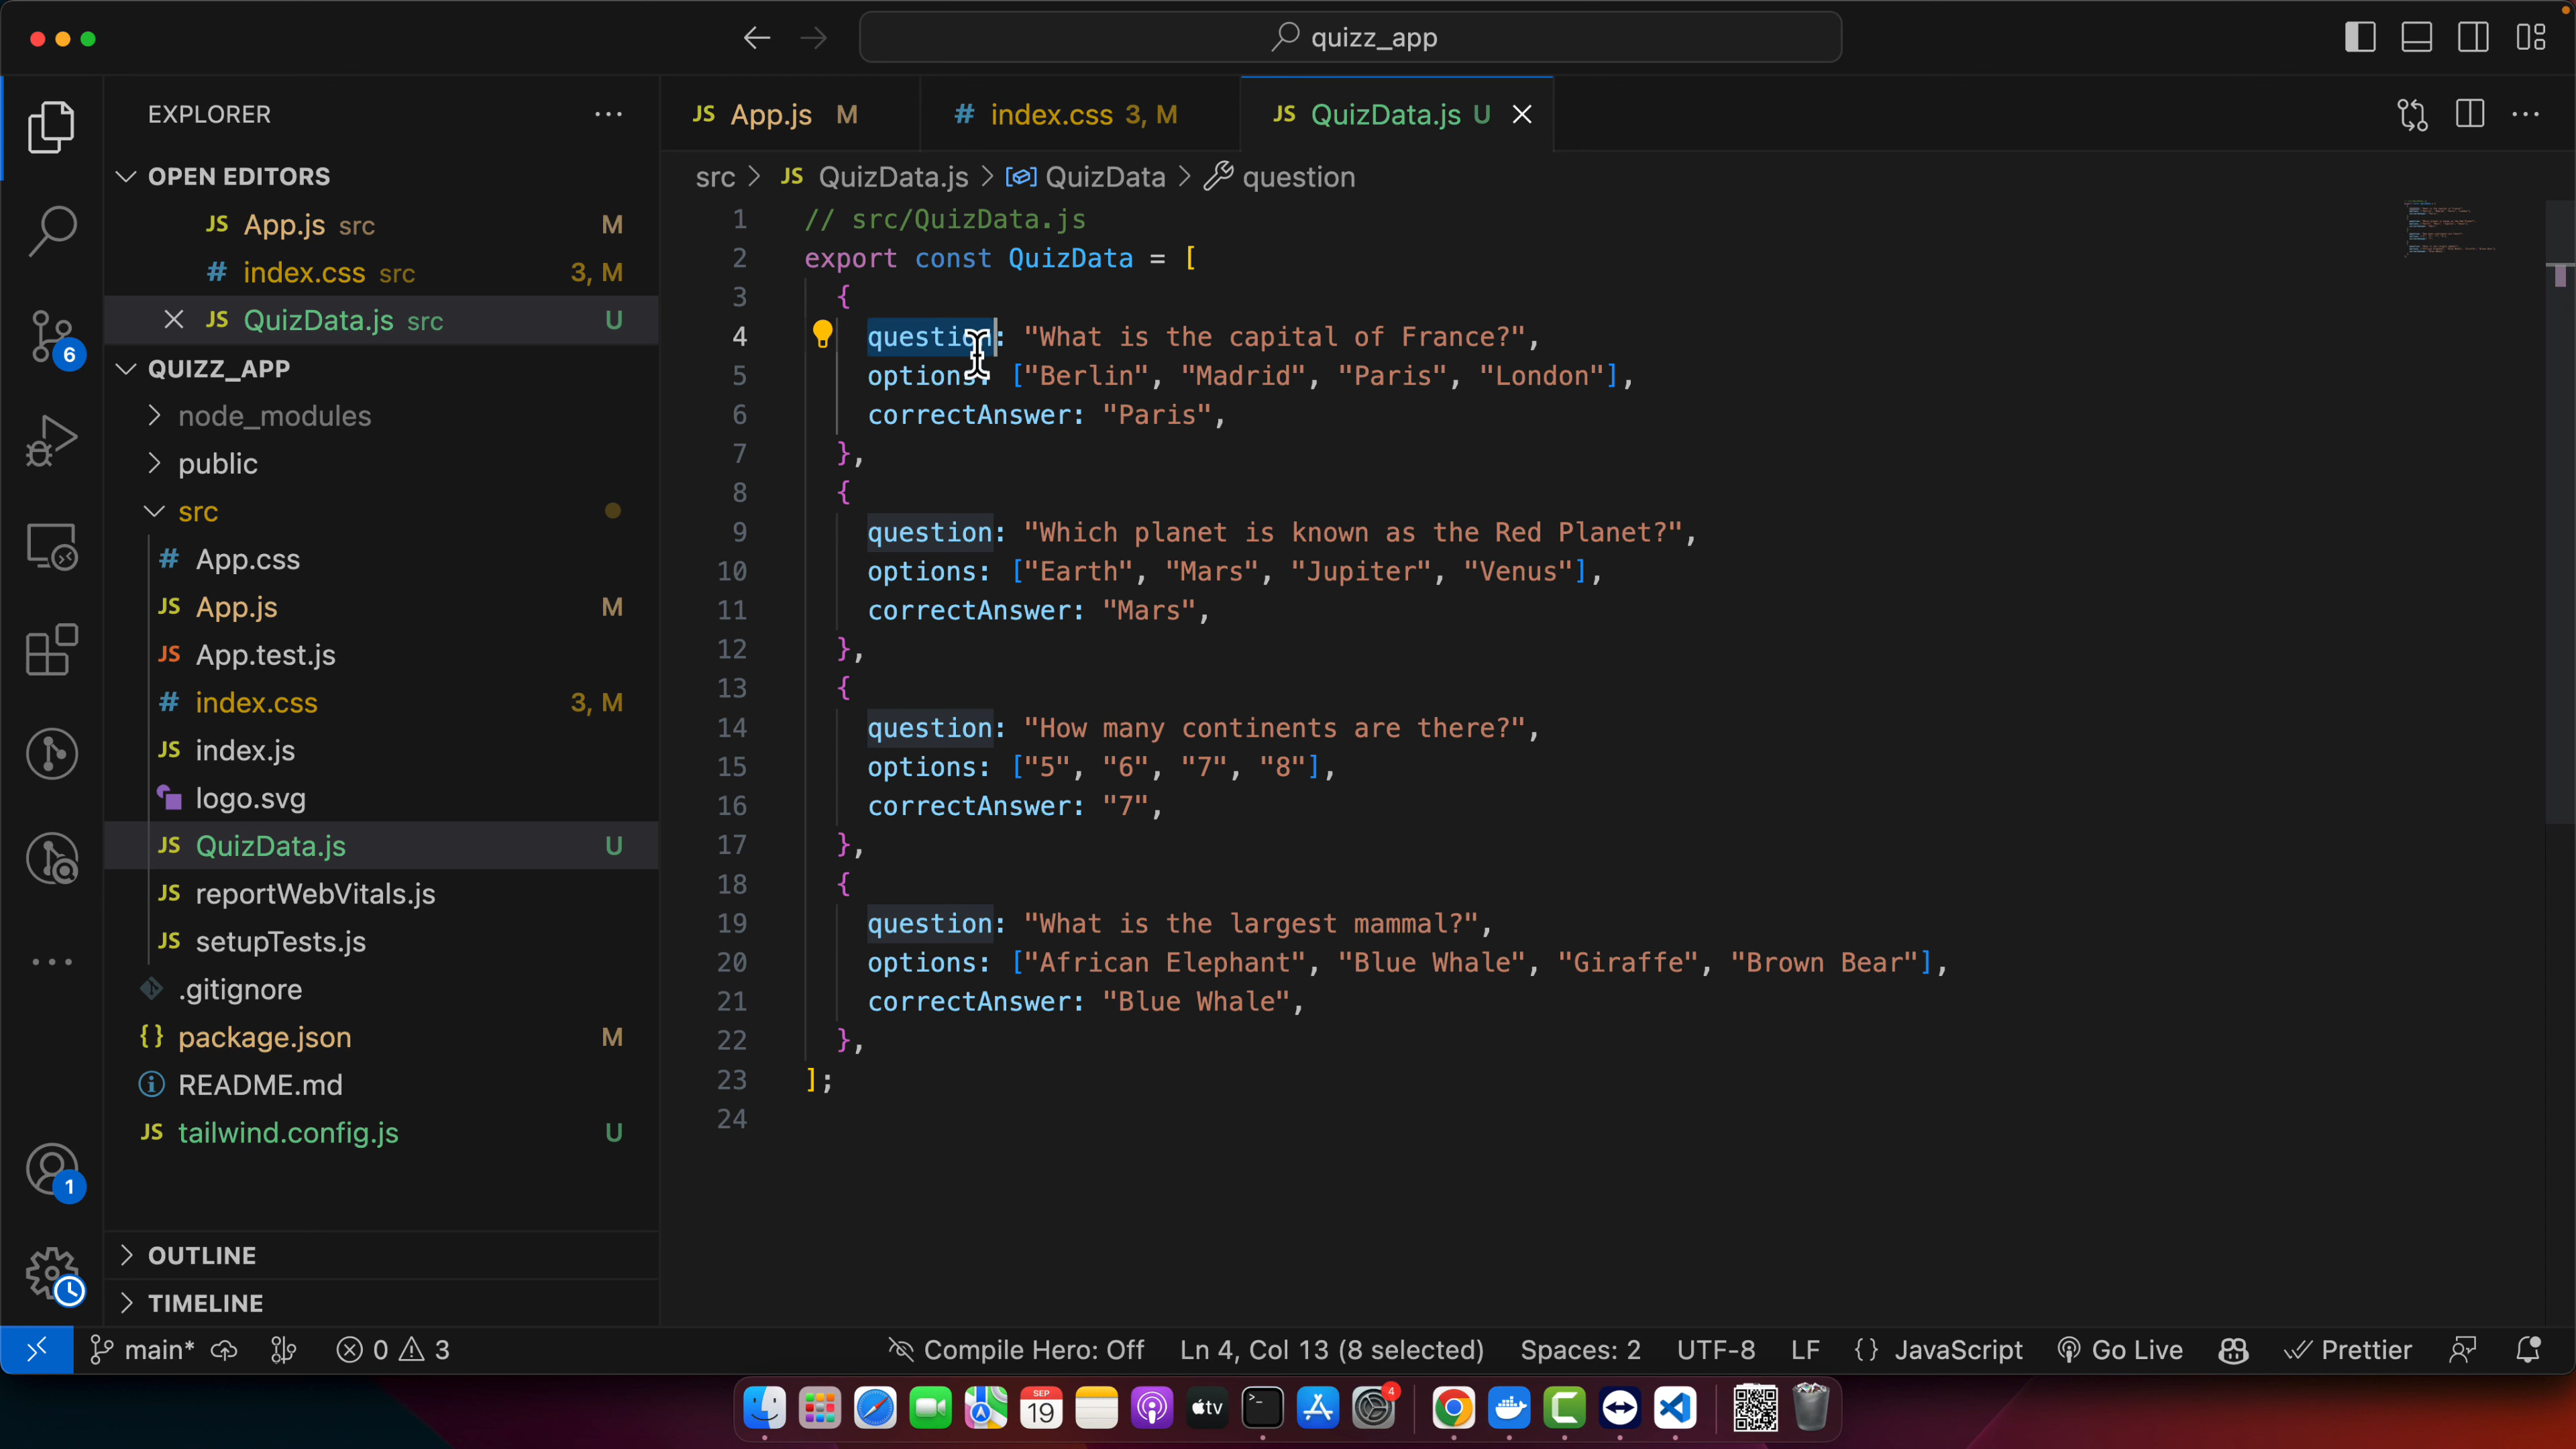 quizz_app
EXPLORER
OPEN EDITORS
JS App.js src M
# index.css src 3, M
JS QuizData.js src U
QUIZZ_APP
node_modules
public
src
# App.css
JS App.js M
JS App.test.js
# index.css 3, M
JS index.js
logo.svg
JS QuizData.js U
JS reportWebVitals.js
JS setupTests.js
.gitignore
{} package.json M
README.md
JS tailwind.config.js U
OUTLINE
TIMELINE
6
1
JS App.js M
# index.css 3, M
JS QuizData.js U
src > JS QuizData.js > QuizData > question
1 // src/QuizData.js
2 export const QuizData = [
3 {
4 question: "What is the capital of France?",
5 options: ["Berlin", "Madrid", "Paris", "London"],
6 correctAnswer: "Paris",
7 },
8 {
9 question: "Which planet is known as the Red Planet?",
10 options: ["Earth", "Mars", "Jupiter", "Venus"],
11 correctAnswer: "Mars",
12 },
13 {
14 question: "How many continents are there?",
15 options: ["5", "6", "7", "8"],
16 correctAnswer: "7",
17 },
18 {
19 question: "What is the largest mammal?",
20 options: ["African Elephant", "Blue Whale", "Giraffe", "Brown Bear"],
21 correctAnswer: "Blue Whale",
22 },
23 ];
24
main* 0 3 Compile Hero: Off Ln 4, Col 13 (8 selected) Spaces: 2 UTF-8 LF {} JavaScript Go Live Prettier
SEP
19
tv
4